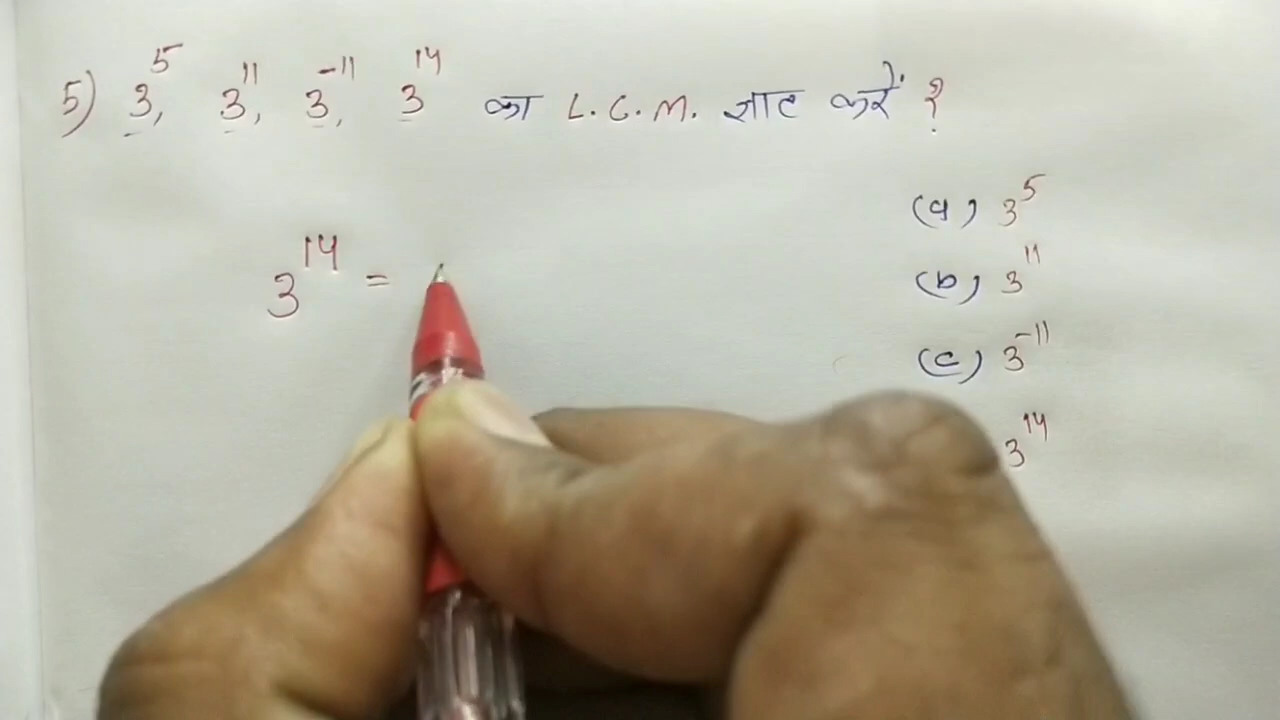 5) 3^5, 3^11, 3^-11, 3^14 का L.C.M. ज्ञात करें ?
(a) 3^5
3^14 =
(b) 3^11
(c) 3^-11
3^14